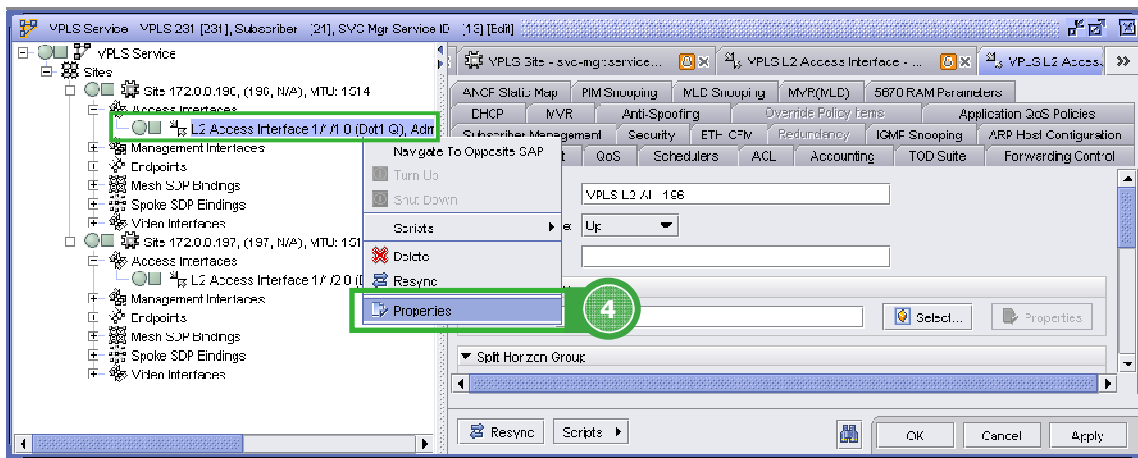 VPLS Service - VPLS 231 [231], Subscriber - [21], SVC Mgr Service ID - [13] [Edit]
VPLS Service
Sites
Site 172.0.0.196, (196, N/A), MTU: 1514
Access Interfaces
L2 Access Interface 1/1/1:0 (Dot1 Q), Adm
Management Interfaces
Endpoints
Mesh SDP Bindings
Spoke SDP Bindings
Video Interfaces
Site 172.0.0.197, (197, N/A), MTU: 151
Access Interfaces
L2 Access Interface 1/1/2:0 (D
Management Interfaces
Endpoints
Mesh SDP Bindings
Spoke SDP Bindings
Video Interfaces
Navigate To Opposite SAP
Turn Up
Shut Down
Scripts
Delete
Resync
Properties
4
VPLS Site - svc-mgr:service...
VPLS L2 Access Interface - ...
VPLS L2 Access.
ANCP Static Map PIM Snooping MLD Snooping MVR(MLD) 5670 RAM Parameters
DHCP MVR Anti-Spoofing Override Policy Items Application QoS Policies
Subscriber Management Security ETH CFM Redundancy IGMP Snooping ARP Host Configuration
t QoS Schedulers ACL Accounting TOD Suite Forwarding Control
VPLS L2 AI - 196
Up
Select...
Properties
Split Horizon Group
Resync
Scripts
OK
Cancel
Apply